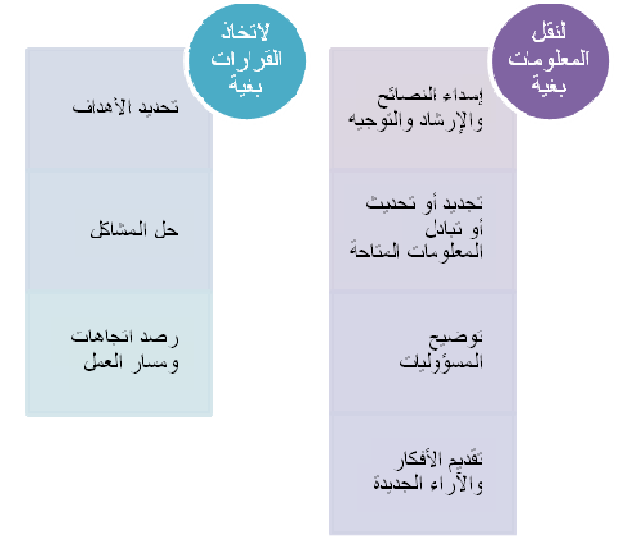 لنقل
المعلومات
بغية
إسداء النصائح
والإرشاد والتوجيه
تجديد أو تحديث
أو تبادل
المعلومات المتاحة
توضيح
المسؤوليات
تقديم الأفكار
والآراء الجديدة
لاتخاذ
القرارات
بغية
تحديد الأهداف
حل المشاكل
رصد اتجاهات
ومسار العمل